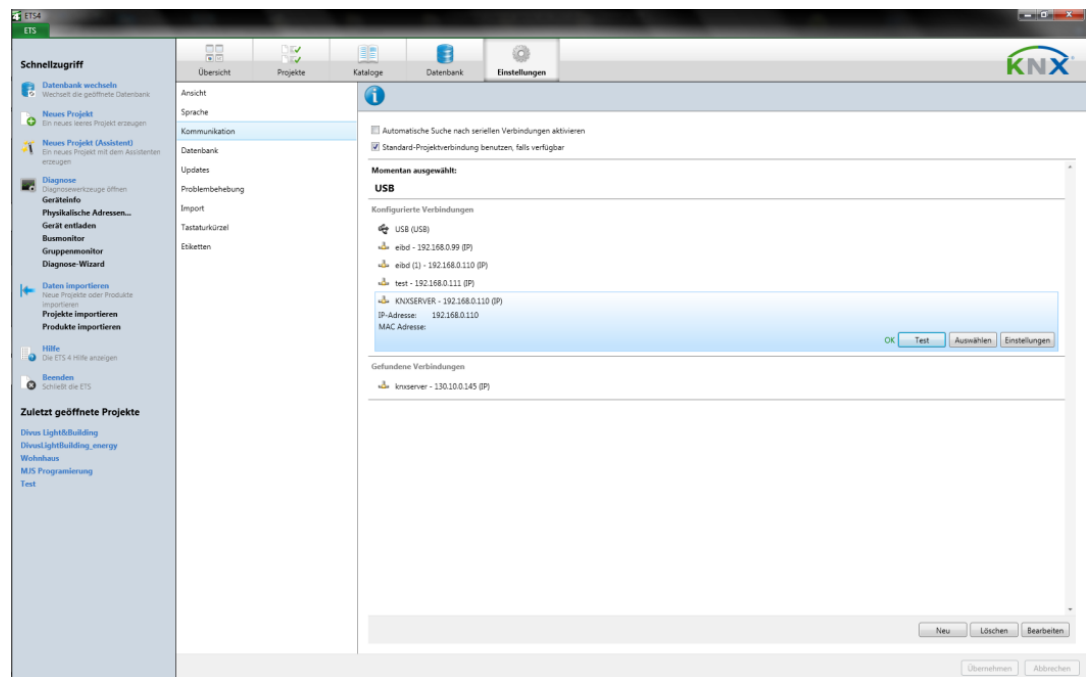 ETS4
ETS
Schnellzugriff
Datenbank wechseln
Wechselt die geöffnete Datenbank
Neues Projekt
Ein neues leeres Projekt erzeugen
Neues Projekt (Assistent)
Ein neues Projekt mit dem Assistenten
erzeugen
Diagnose
Diagnosewerkzeuge öffnen
Geräteinfo
Physikalische Adressen...
Gerät entladen
Busmonitor
Gruppenmonitor
Diagnose-Wizard
Daten importieren
Neue Projekte oder Produkte
importieren
Projekte importieren
Produkte importieren
Hilfe
Die ETS 4 Hilfe anzeigen
Beenden
Schließt die ETS
Zuletzt geöffnete Projekte
Divus Light&Building
DivusLightBuilding_energy
Wohnhaus
MJS Programierung
Test
Übersicht
Projekte
Kataloge
Datenbank
Einstellungen
KNX
Ansicht
Sprache
Kommunikation
Datenbank
Updates
Problembehebung
Import
Tastaturkürzel
Etiketten
Automatische Suche nach seriellen Verbindungen aktivieren
Standard-Projektverbindung benutzen, falls verfügbar
Momentan ausgewählt:
USB
Konfigurierte Verbindungen
USB (USB)
eibd - 192.168.0.99 (IP)
eibd (1) - 192.168.0.110 (IP)
test - 192.168.0.111 (IP)
KNXSERVER - 192.168.0.110 (IP)
IP-Adresse: 192.168.0.110
MAC Adresse:
OK Test Auswählen Einstellungen
Gefundene Verbindungen
knxserver - 130.10.0.145 (IP)
Neu Löschen Bearbeiten
Übernehmen Abbrechen